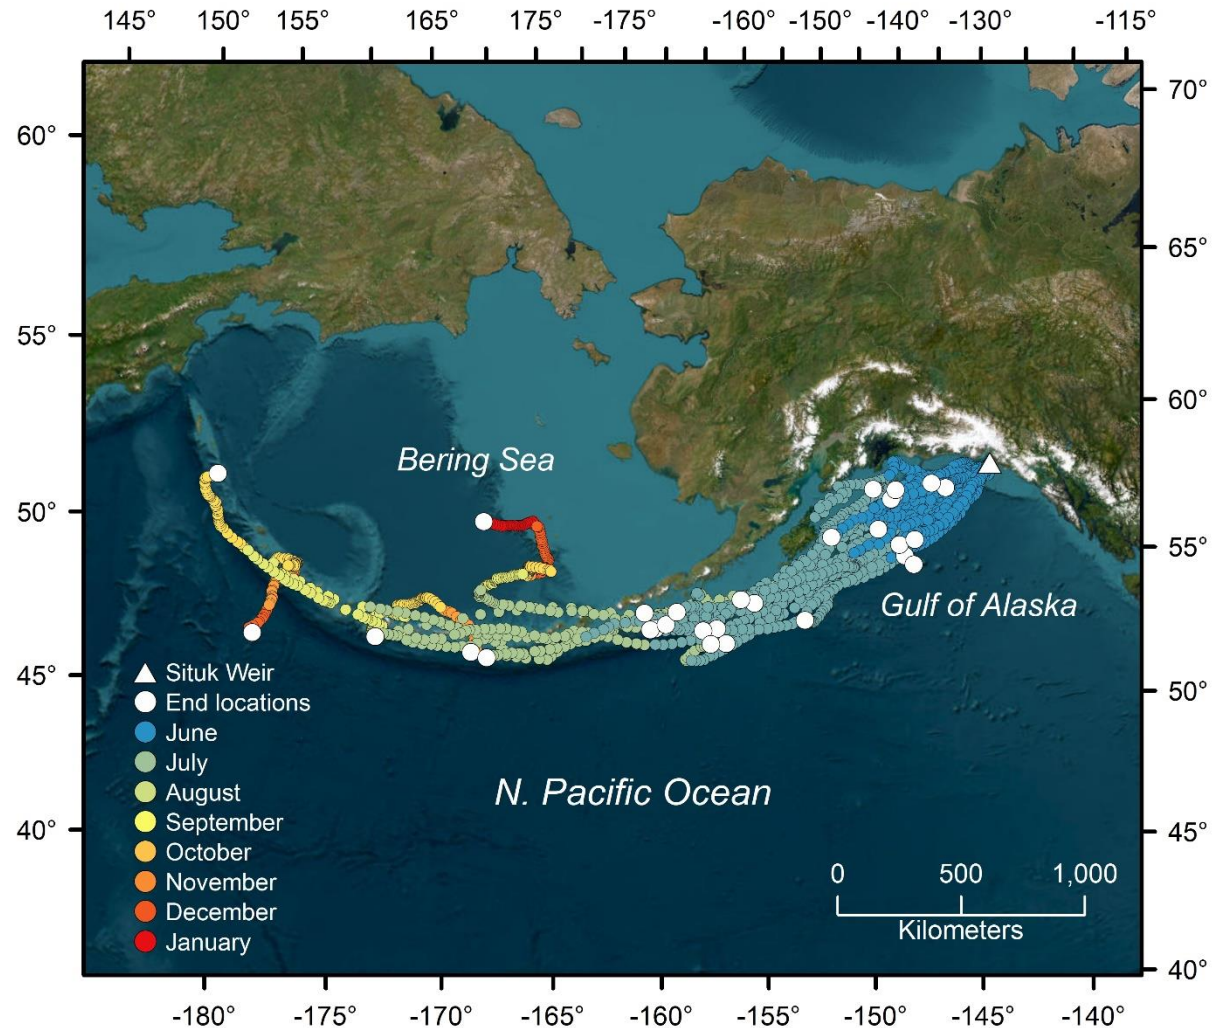 145° 150° 155° 165° 175° -175° -160° -150° -140° -130° -115°
70°
60°
65°
55°
60°
Bering Sea
50°
55°
Gulf of Alaska
45°
50°
Situk Weir
End locations
June
July
August
September
October
November
December
January
N. Pacific Ocean
40°
45°
0 500 1,000
Kilometers
40°
-180° -175° -170° -165° -160° -155° -150° -145° -140°